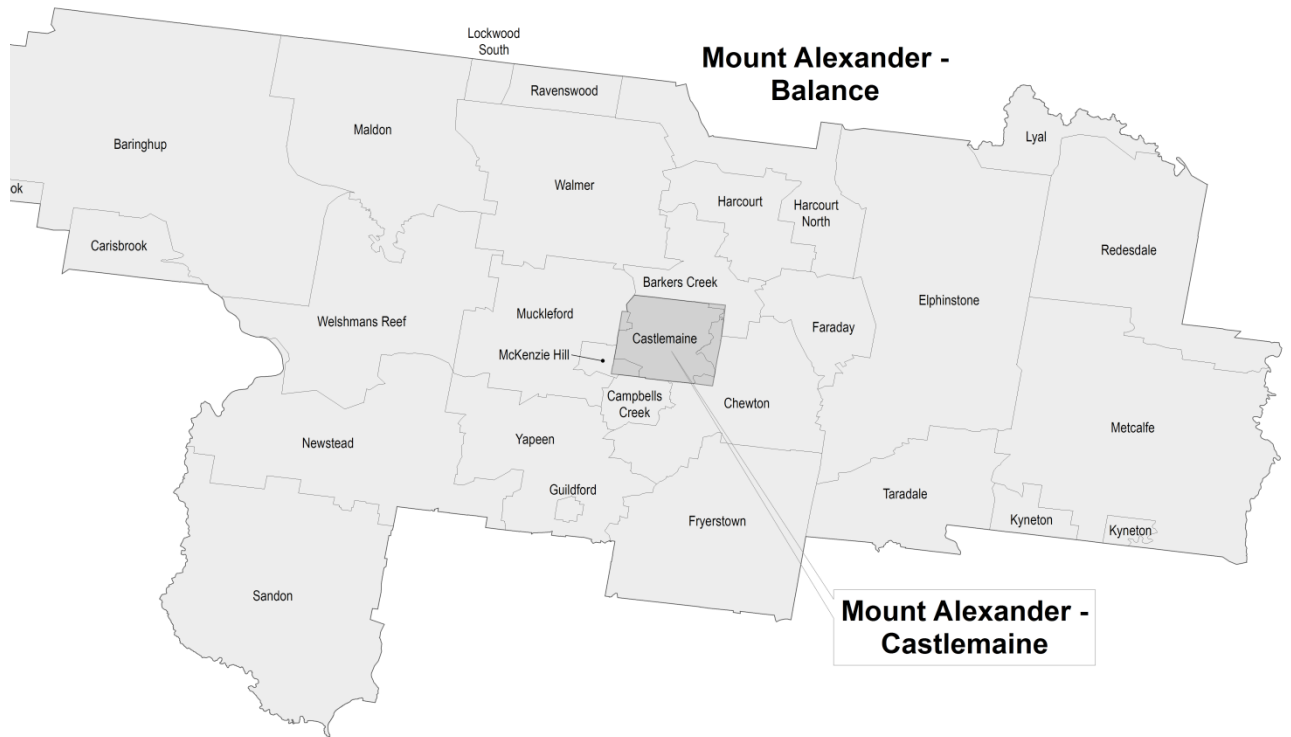 Lockwood
South
Mount Alexander -
Balance
Ravenswood
Maldon
Lyal
Baringhup
Walmer
ok
Harcourt
Harcourt
North
Carisbrook
Redesdale
Barkers Creek
Elphinstone
Muckleford
Welshmans Reef
Faraday
Castlemaine
McKenzie Hill
Campbells
Creek
Chewton
Metcalfe
Newstead
Yapeen
Guildford
Taradale
Fryerstown
Kyneton
Kyneton
Sandon
Mount Alexander -
Castlemaine